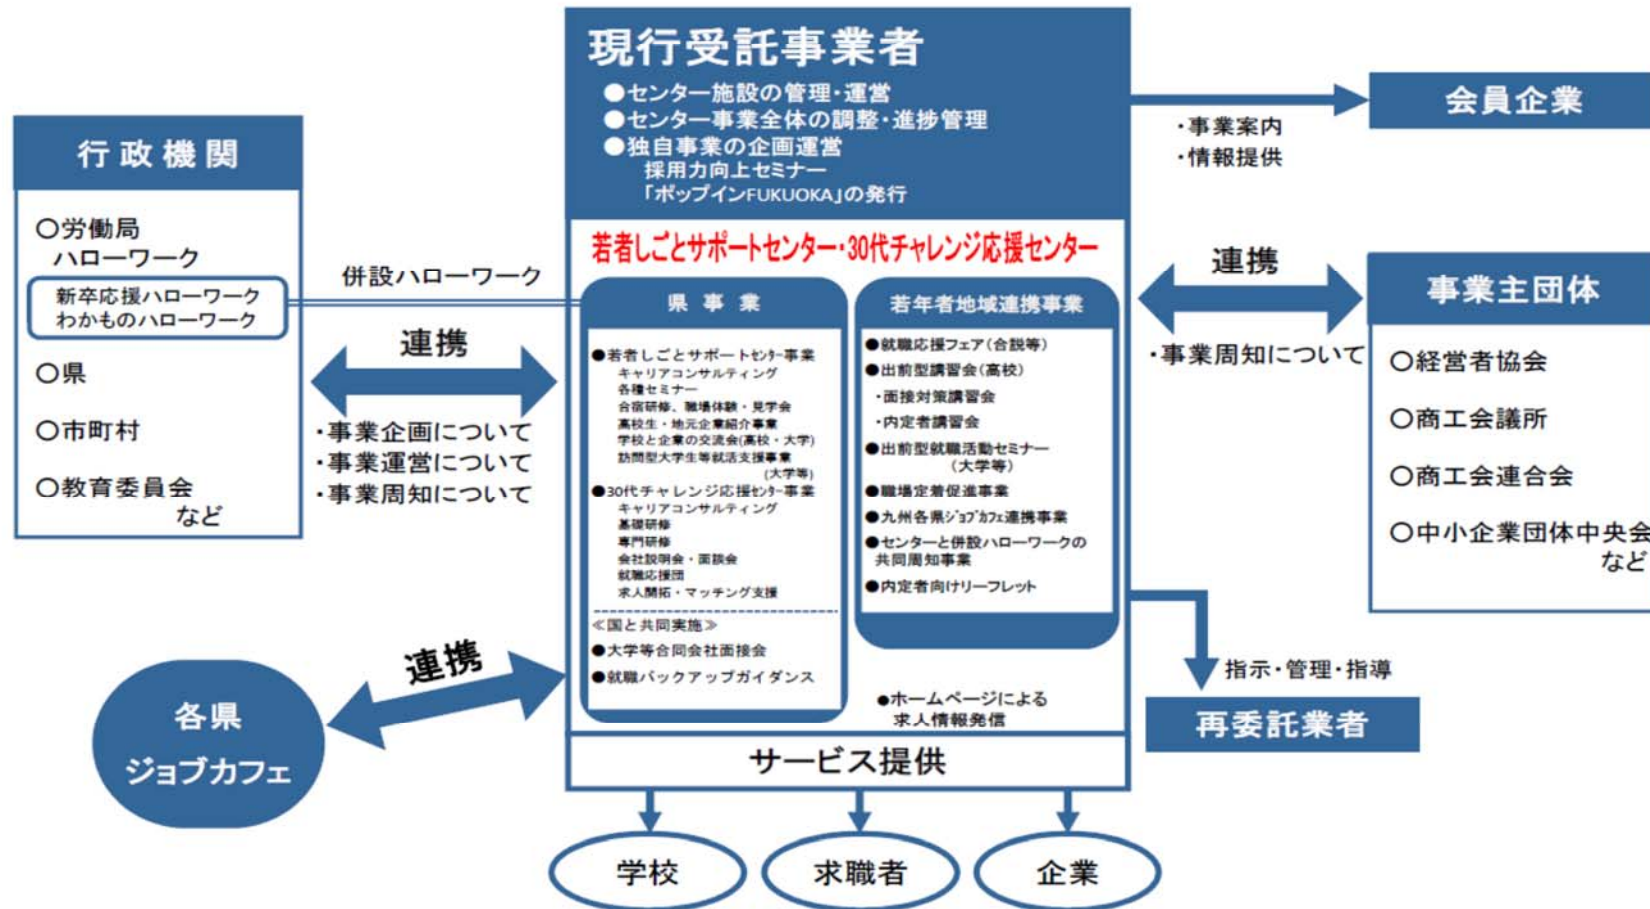 現行受託事業者
●センター施設の管理・運営
●センター事業全体の調整・進捗管理
●独自事業の企画運営
採用力向上セミナー
「ポップインFUKUOKA」の発行
行政機関
○労働局
ハローワーク
新卒応援ハローワーク
わかものハローワーク
○県
○市町村
○教育委員会
など
併設ハローワーク
連携
・事業企画について
・事業運営について
・事業周知について
若者しごとサポートセンター・30代チャレンジ応援センター
県事業
●若者しごとサポートセンター事業
キャリアコンサルティング
各種セミナー
合宿研修、職場体験・見学会
高校生・地元企業紹介事業
学校と企業の交流会(高校・大学)
訪問型大学生等就活支援事業
(大学等)
●30代チャレンジ応援センター事業
キャリアコンサルティング
基礎研修
専門研修
会社説明会・面談会
就職応援団
求人開拓・マッチング支援
≪国と共同実施≫
●大学等合同会社面接会
●就職バックアップガイダンス
若年者地域連携事業
●就職応援フェア(合説等)
●出前型講習会(高校)
・面接対策講習会
・内定者講習会
●出前型就職活動セミナー
(大学等)
●職場定着促進事業
●九州各県ジョブカフェ連携事業
●センターと併設ハローワークの
共同周知事業
●内定者向けリーフレット
●ホームページによる
求人情報発信
サービス提供
学校
求職者
企業
・事業案内
・情報提供
会員企業
連携
・事業周知について
事業主団体
○経営者協会
○商工会議所
○商工会連合会
○中小企業団体中央会
など
指示・管理・指導
再委託業者
連携
各県
ジョブカフェ